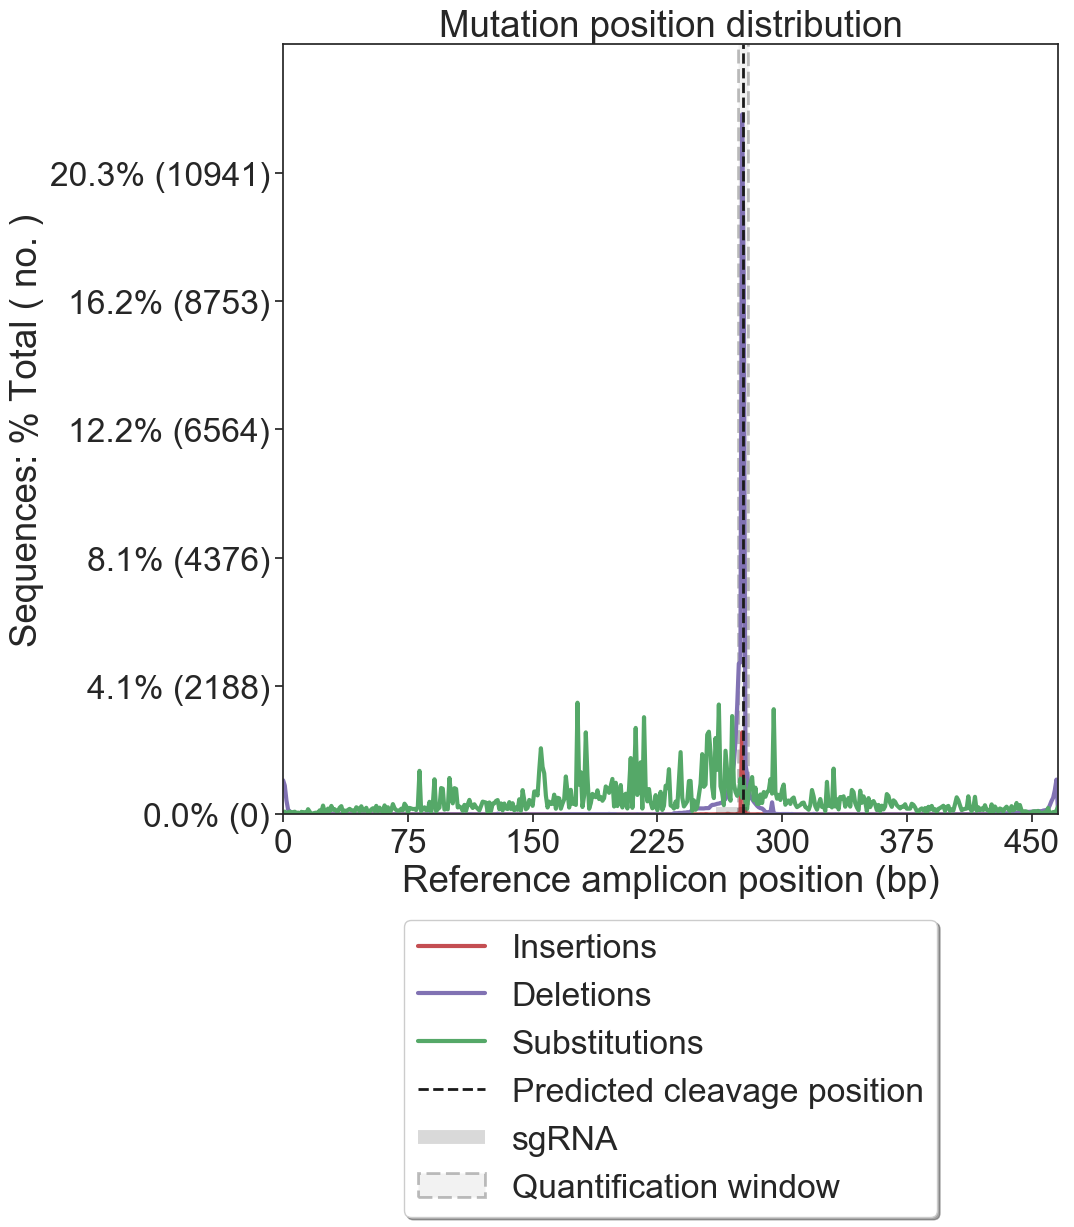 Mutation position distribution
Sequences: % Total ( no. )
20.3% (10941)
16.2% (8753)
12.2% (6564)
8.1% (4376)
4.1% (2188)
0.0% (0)
0 75 150 225 300 375 450
Reference amplicon position (bp)
Insertions
Deletions
Substitutions
Predicted cleavage position
sgRNA
Quantification window